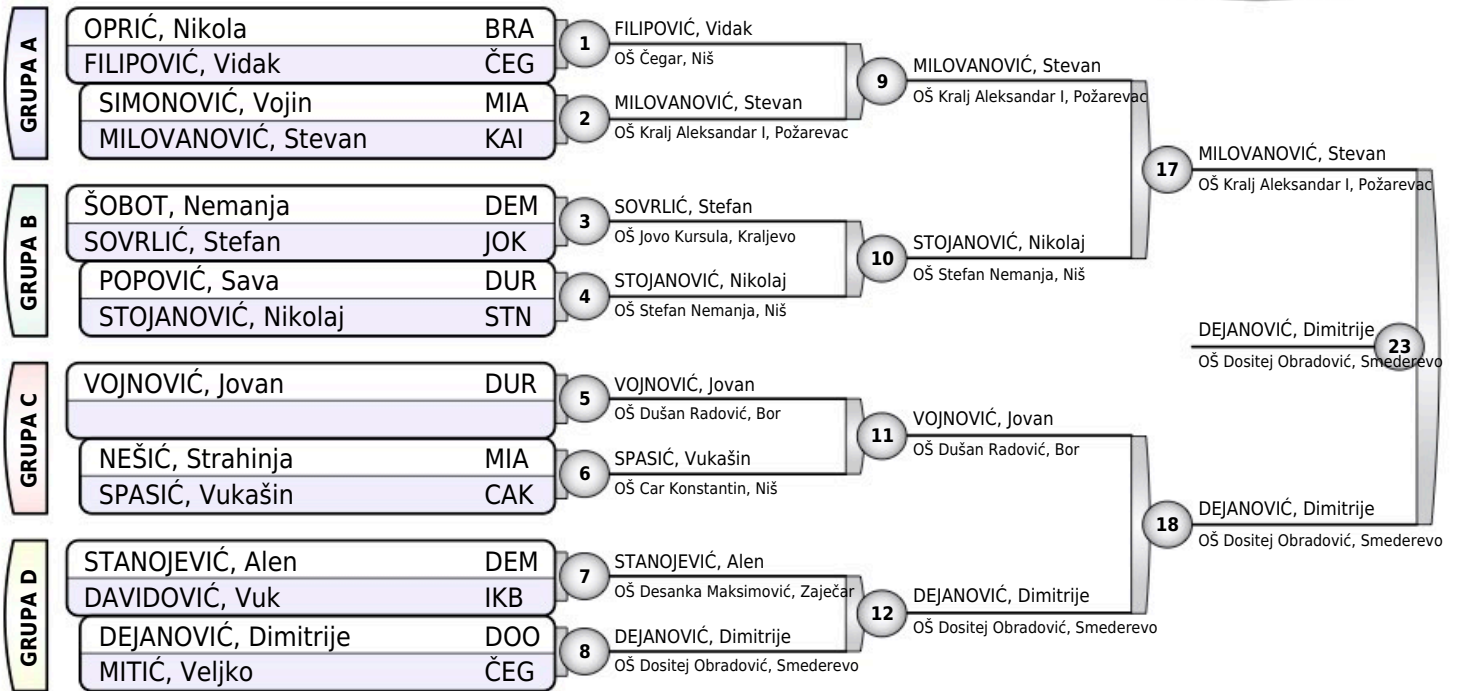 GRUPA A
OPRIĆ, Nikola BRA
FILIPOVIĆ, Vidak ČEG
SIMONOVIĆ, Vojin MIA
MILOVANOVIĆ, Stevan KAI
1
FILIPOVIĆ, Vidak
OŠ Čegar, Niš
2
MILOVANOVIĆ, Stevan
OŠ Kralj Aleksandar I, Požarevac
9
MILOVANOVIĆ, Stevan
OŠ Kralj Aleksandar I, Požarevac
GRUPA B
ŠOBOT, Nemanja DEM
SOVRLIĆ, Stefan JOK
POPOVIĆ, Sava DUR
STOJANOVIĆ, Nikolaj STN
3
SOVRLIĆ, Stefan
OŠ Jovo Kursula, Kraljevo
4
STOJANOVIĆ, Nikolaj
OŠ Stefan Nemanja, Niš
10
STOJANOVIĆ, Nikolaj
OŠ Stefan Nemanja, Niš
17
MILOVANOVIĆ, Stevan
OŠ Kralj Aleksandar I, Požarevac
GRUPA C
VOJNOVIĆ, Jovan DUR
NEŠIĆ, Strahinja MIA
SPASIĆ, Vukašin CAK
5
VOJNOVIĆ, Jovan
OŠ Dušan Radović, Bor
6
SPASIĆ, Vukašin
OŠ Car Konstantin, Niš
11
VOJNOVIĆ, Jovan
OŠ Dušan Radović, Bor
GRUPA D
STANOJEVIĆ, Alen DEM
DAVIDOVIĆ, Vuk IKB
DEJANOVIĆ, Dimitrije DOO
MITIĆ, Veljko ČEG
7
STANOJEVIĆ, Alen
OŠ Desanka Maksimović, Zaječar
8
DEJANOVIĆ, Dimitrije
OŠ Dositej Obradović, Smederevo
12
DEJANOVIĆ, Dimitrije
OŠ Dositej Obradović, Smederevo
18
DEJANOVIĆ, Dimitrije
OŠ Dositej Obradović, Smederevo
DEJANOVIĆ, Dimitrije
23
OŠ Dositej Obradović, Smederevo